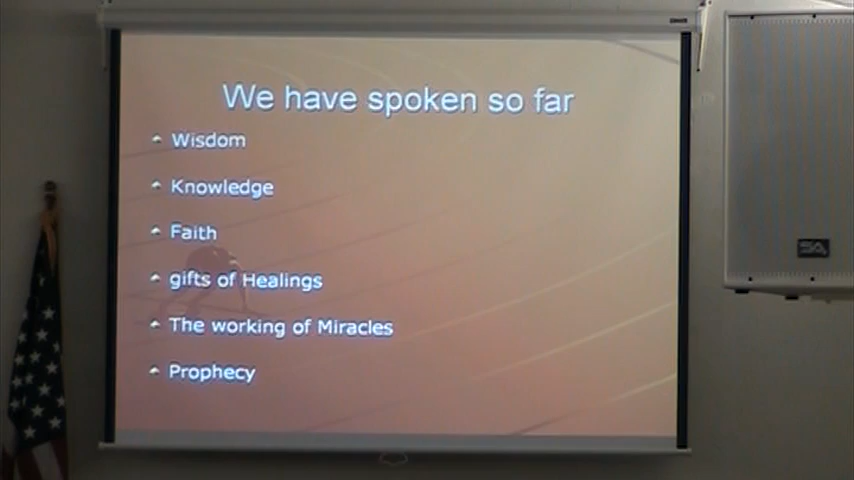 We have spoken so far
Wisdom
Knowledge
Faith
gifts of Healings
The working of Miracles
Prophecy